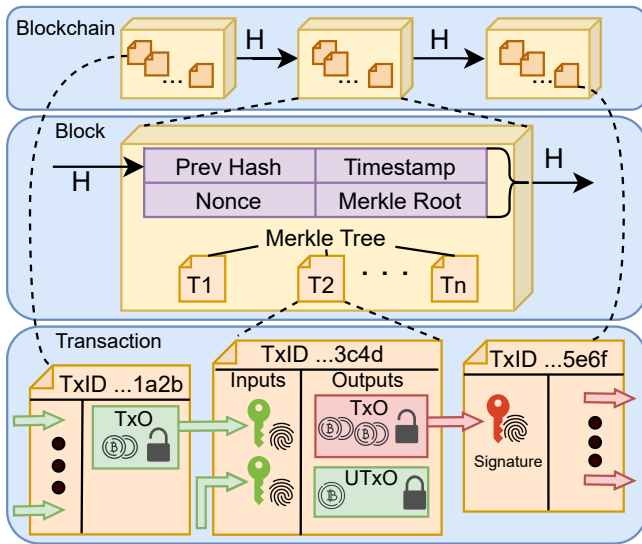 Blockchain
H
H
...
...
...
Block
H
Prev Hash
Timestamp
H
Nonce
Merkle Root
Merkle Tree
T1
T2
. . .
Tn
Transaction
TxID ...1a2b
TxO
TxID ...3c4d
Inputs
Outputs
TxO
UTxO
TxID ...5e6f
Signature